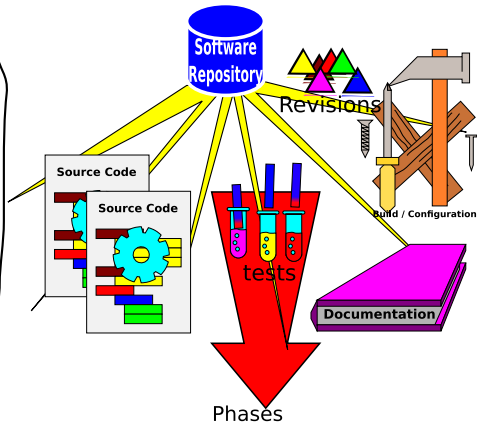 Software
Repository
Revisions
Build / Configuration
Source Code
Source Code
tests
Documentation
Phases